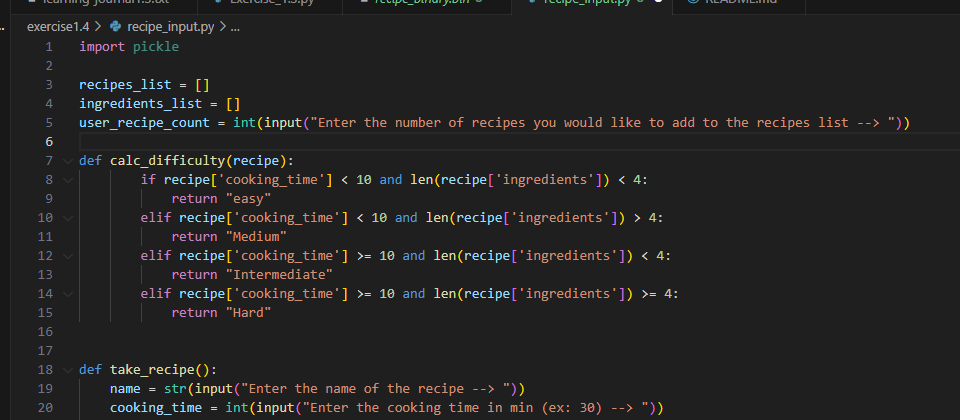 learning journal1.3.txt Exercise_1.3.py recipe_binary.bin recipe_input.py README.md
exercise1.4 > recipe_input.py > ...
1 import pickle
2
3 recipes_list = []
4 ingredients_list = []
5 user_recipe_count = int(input("Enter the number of recipes you would like to add to the recipes list --> "))
6
7 def calc_difficulty(recipe):
8 if recipe['cooking_time'] < 10 and len(recipe['ingredients']) < 4:
9 return "easy"
10 elif recipe['cooking_time'] < 10 and len(recipe['ingredients']) > 4:
11 return "Medium"
12 elif recipe['cooking_time'] >= 10 and len(recipe['ingredients']) < 4:
13 return "Intermediate"
14 elif recipe['cooking_time'] >= 10 and len(recipe['ingredients']) >= 4:
15 return "Hard"
16
17
18 def take_recipe():
19 name = str(input("Enter the name of the recipe --> "))
20 cooking_time = int(input("Enter the cooking time in min (ex: 30) --> "))